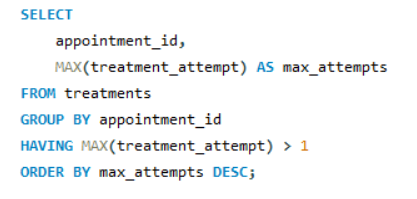 SELECT
    appointment_id,
    MAX(treatment_attempt) AS max_attempts
FROM treatments
GROUP BY appointment_id
HAVING MAX(treatment_attempt) > 1
ORDER BY max_attempts DESC;